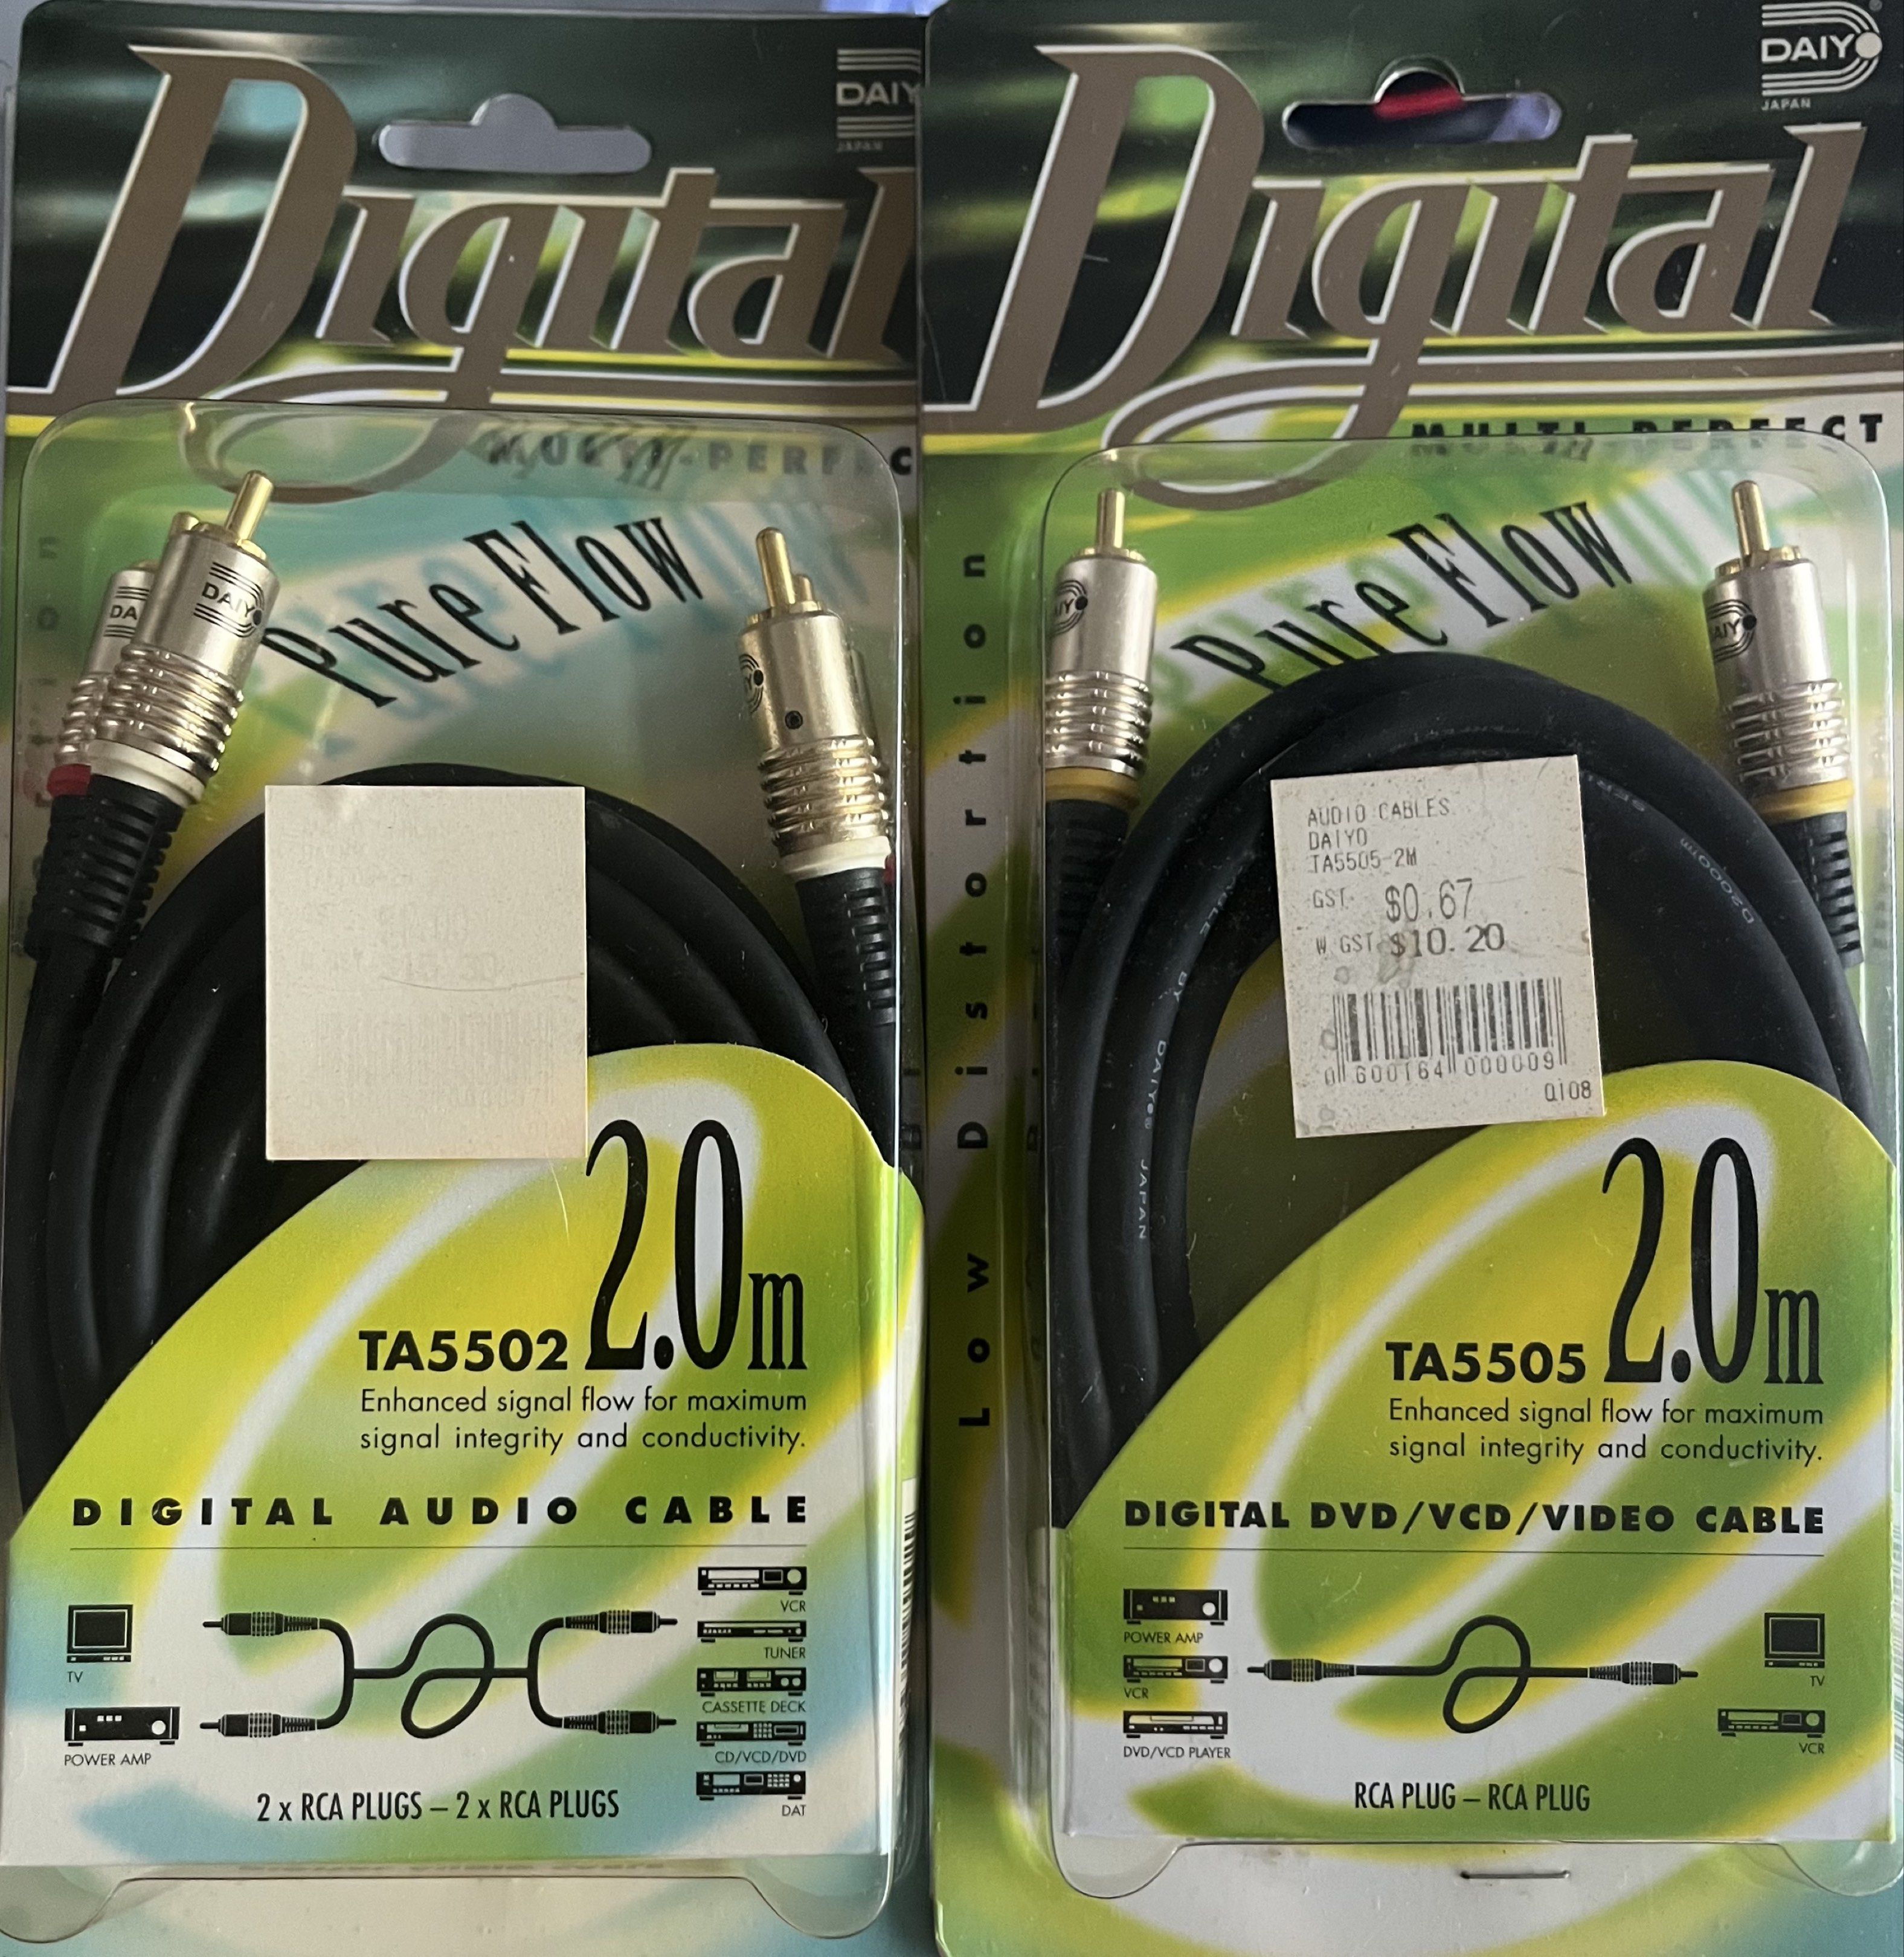 DAIYO
JAPAN
Digital
MULTI-PERFEC
Pure Flow
DAIYO
2.0m
TA5502
Enhanced signal flow for maximum
signal integrity and conductivity.
DIGITAL AUDIO CABLE
TV
POWER AMP
VCR
TUNER
CASSETTE DECK
CD/VCD/DVD
DAT
2 x RCA PLUGS – 2 x RCA PLUGS
DAIYO
JAPAN
Digital
MULTI-PERFECT
Pure Flow
Low Distortion
BY DAIYO JAPAN
AUDIO CABLES
DAIYO
TA5505-2M
GST $0.67
W GST $10.20
0 600164 000009
Q108
2.0m
TA5505
Enhanced signal flow for maximum
signal integrity and conductivity.
DIGITAL DVD/VCD/VIDEO CABLE
POWER AMP
VCR
DVD/VCD PLAYER
TV
VCR
RCA PLUG – RCA PLUG